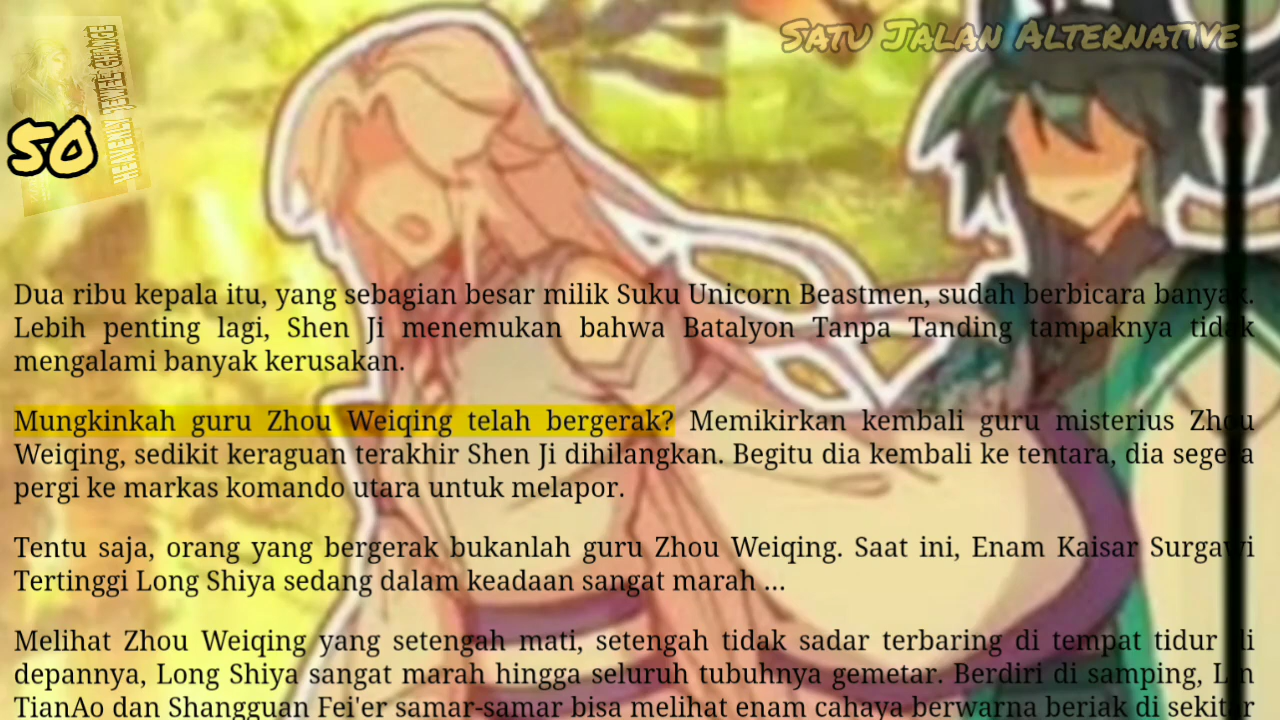 Satu Jalan Alternative
HEAVENLY JEWEL CHANGE
50
Dua ribu kepala itu, yang sebagian besar milik Suku Unicorn Beastmen, sudah berbicara banyak.
Lebih penting lagi, Shen Ji menemukan bahwa Batalyon Tanpa Tanding tampaknya tidak
mengalami banyak kerusakan.
Mungkinkah guru Zhou Weiqing telah bergerak? Memikirkan kembali guru misterius Zhou
Weiqing, sedikit keraguan terakhir Shen Ji dihilangkan. Begitu dia kembali ke tentara, dia segera
pergi ke markas komando utara untuk melapor.
Tentu saja, orang yang bergerak bukanlah guru Zhou Weiqing. Saat ini, Enam Kaisar Surgawi
Tertinggi Long Shiya sedang dalam keadaan sangat marah ...
Melihat Zhou Weiqing yang setengah mati, setengah tidak sadar terbaring di tempat tidur di
depannya, Long Shiya sangat marah hingga seluruh tubuhnya gemetar. Berdiri di samping, Lin
TianAo dan Shangguan Fei'er samar-samar bisa melihat enam cahaya berwarna beriak di sekitar